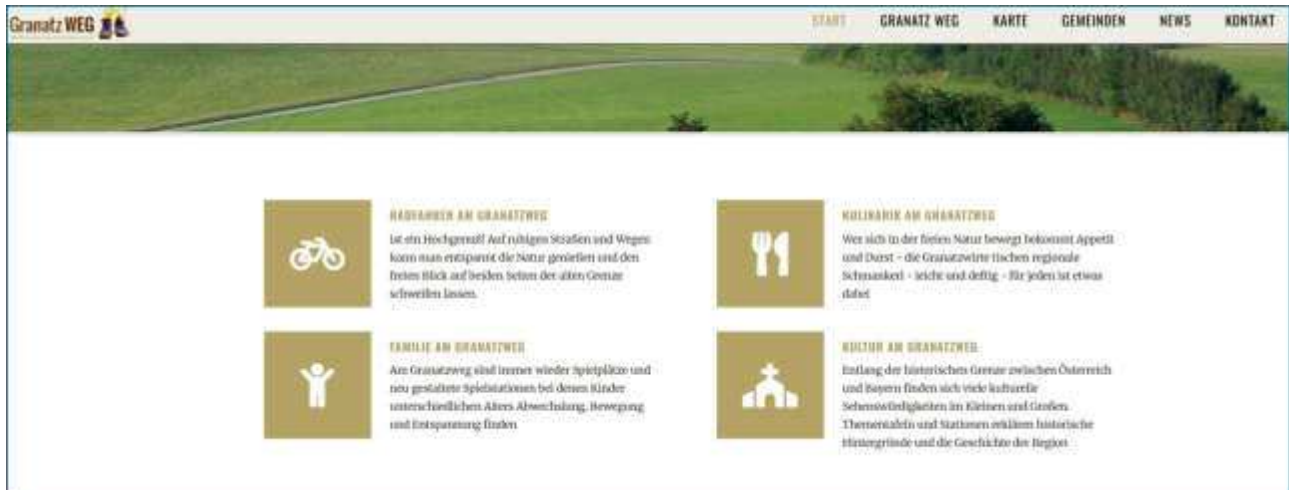 Granatz WEG
START
GRANATZ WEG
KARTE
GEMEINDEN
NEWS
KONTAKT
RADFAHREN AM GRANATZWEG
ist ein Hochgenuß! Auf ruhigen Straßen und Wegen
kann man entspannt die Natur genießen und den
freien Blick auf beiden Seiten der alten Grenze
schweifen lassen.
KULINARIK AM GRANATZWEG
Wer sich in der freien Natur bewegt bekommt Appetit
und Durst – die Granatzwirte tischen regionale
Schmankerl – leicht und deftig – für jeden ist etwas
dabei
FAMILIE AM GRANATZWEG
Am Granatzweg sind immer wieder Spielplätze und
neu gestaltete Spielstationen bei denen Kinder
unterschiedlichen Alters Abwechslung, Bewegung
und Entspannung finden
KULTUR AM GRANATZWEG
Entlang der historischen Grenze zwischen Österreich
und Bayern finden sich viele kulturelle
Sehenswürdigkeiten im Kleinen und Großen.
Thementafeln und Stationen erklären historische
Hintergründe und die Geschichte der Region